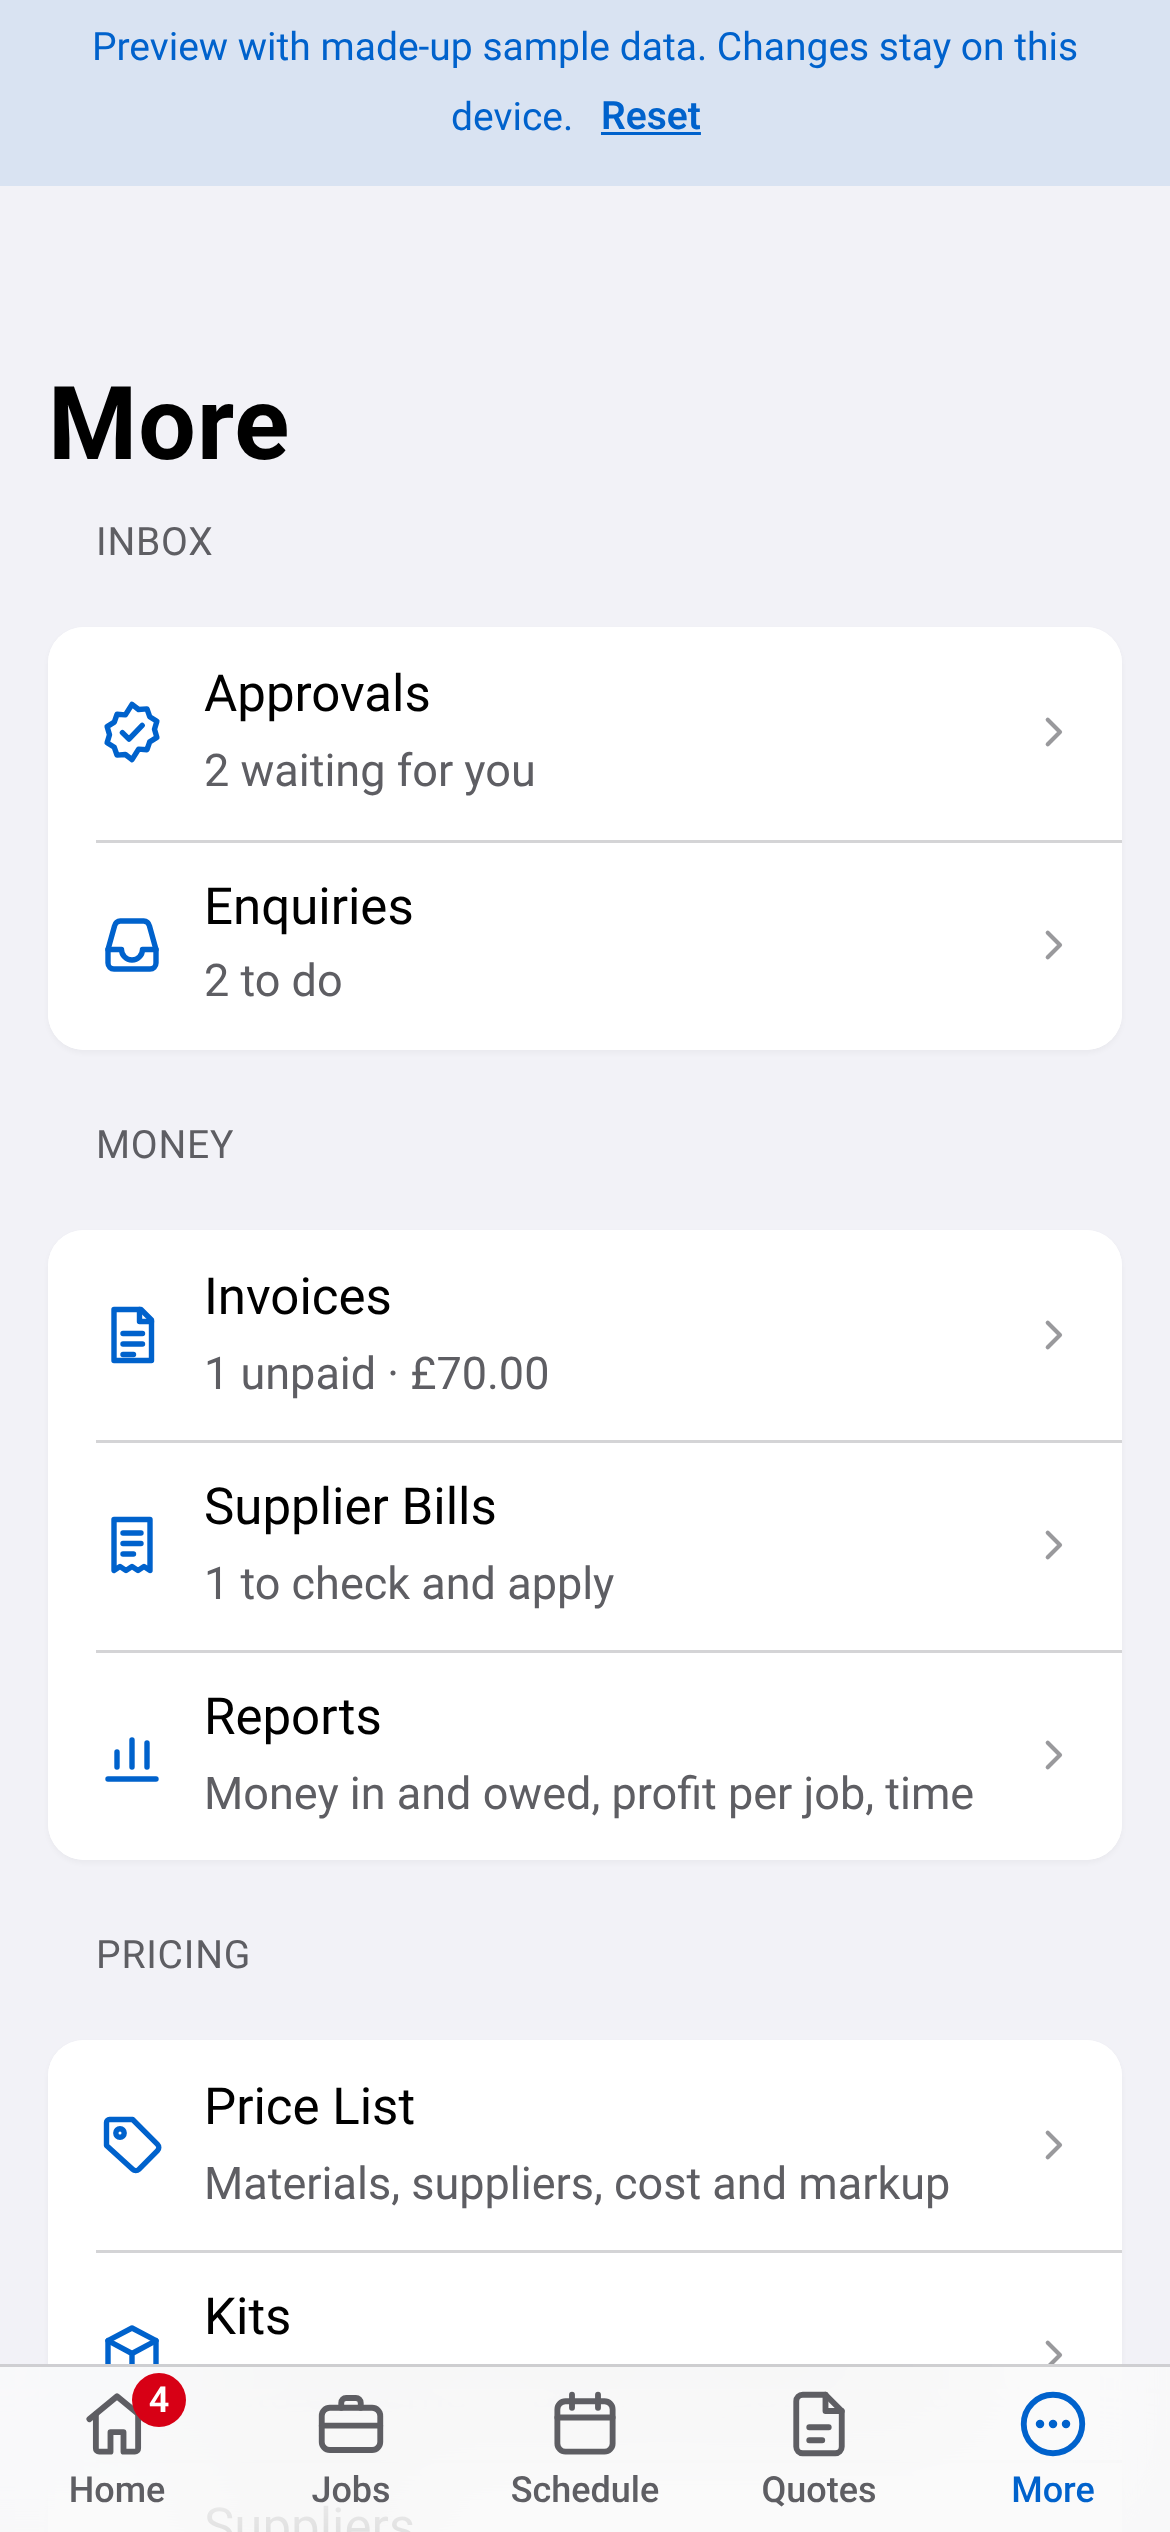 Preview with made-up sample data. Changes stay on this
device. Reset
More
INBOX
Approvals
2 waiting for you
Enquiries
2 to do
MONEY
Invoices
1 unpaid · £70.00
Supplier Bills
1 to check and apply
Reports
Money in and owed, profit per job, time
PRICING
Price List
Materials, suppliers, cost and markup
Kits
4
Home
Jobs
Schedule
Quotes
More
Suppliers